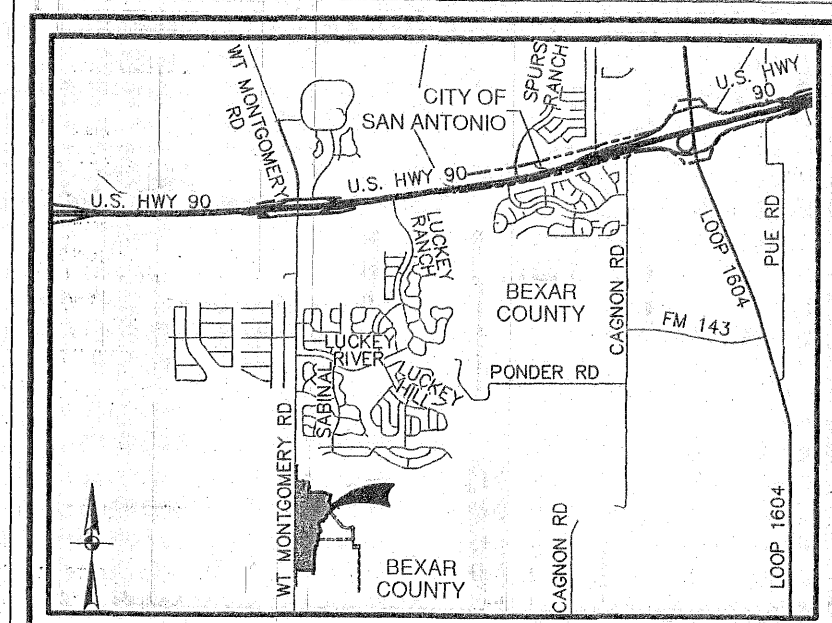 WT MONTGOMERY
RD
CITY OF
SAN ANTONIO
SPURS
RANCH
U.S. HWY
90
U.S. HWY 90
U.S. HWY 90
LUCKEY
RANCH
BEXAR
COUNTY
CAGNON RD
LOOP 1604
PUE RD
FM 143
LUCKEY
RIVER
PONDER RD
LUCKEY
HILLS
SABINAL
WT MONTGOMERY RD
BEXAR
COUNTY
CAGNON RD
LOOP 1604